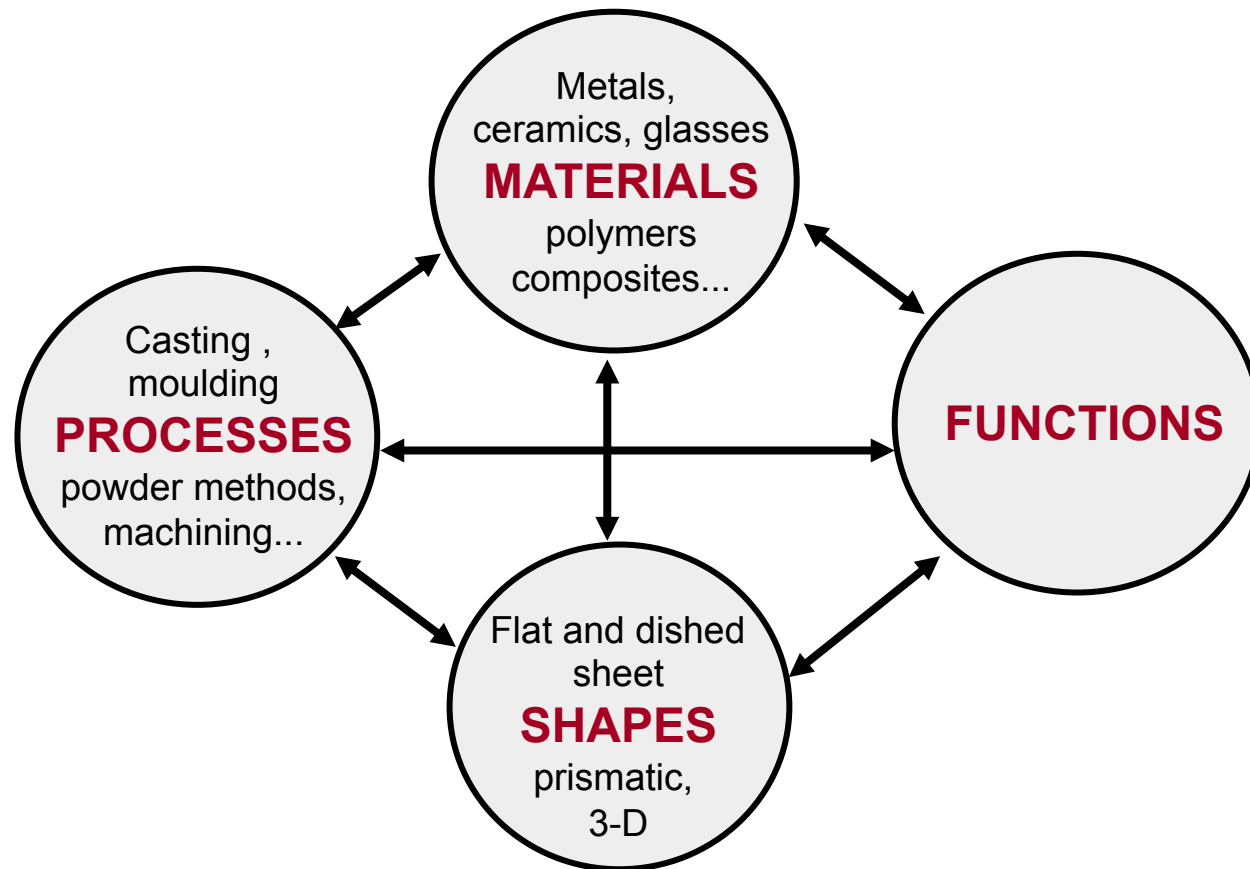 Metals,
ceramics, glasses
MATERIALS
polymers
composites...
Casting ,
moulding
PROCESSES
powder methods,
machining...
FUNCTIONS
Flat and dished
sheet
SHAPES
prismatic,
3-D